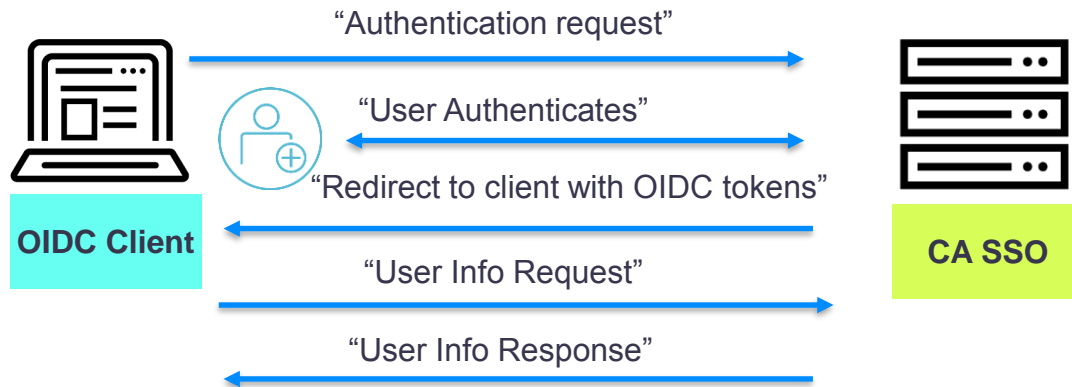 “Authentication request”
“User Authenticates”
“Redirect to client with OIDC tokens”
OIDC Client
CA SSO
“User Info Request”
“User Info Response”